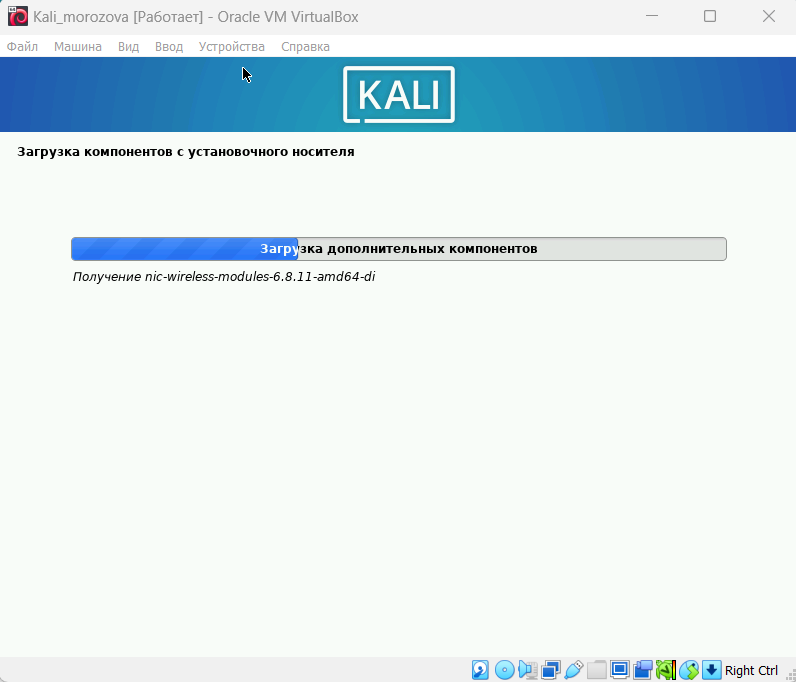 Kali_morozova [Работает] - Oracle VM VirtualBox
Файл Машина Вид Ввод Устройства Справка
KALI
Загрузка компонентов с установочного носителя
Загрузка дополнительных компонентов
Получение nic-wireless-modules-6.8.11-amd64-di
Right Ctrl